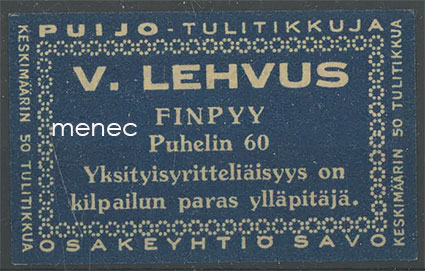 PUIJO-TULITIKKUJA
KESKIMÄÄRIN 50 TULITIKKUA
V. LEHVUS
FINPYY
menec
Puhelin 60
Yksityisyritteliäisyys on
kilpailun paras ylläpitäjä.
KESKIMÄÄRIN 50 TULITIKKUA
OSAKEYHTIÖ SAVO